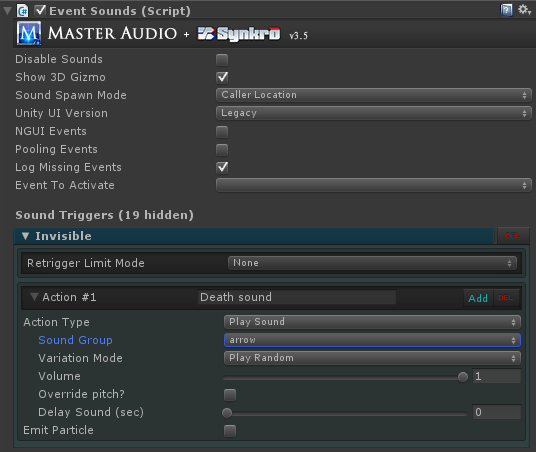 Event Sounds (Script)
MASTER AUDIO + Synkro v3.5
Disable Sounds
Show 3D Gizmo
Sound Spawn Mode Caller Location
Unity UI Version Legacy
NGUI Events
Pooling Events
Log Missing Events
Event To Activate
Sound Triggers (19 hidden)
Invisible
Retrigger Limit Mode None
Action #1 Death sound Add
Action Type Play Sound
Sound Group arrow
Variation Mode Play Random
Volume 1
Override pitch?
Delay Sound (sec) 0
Emit Particle